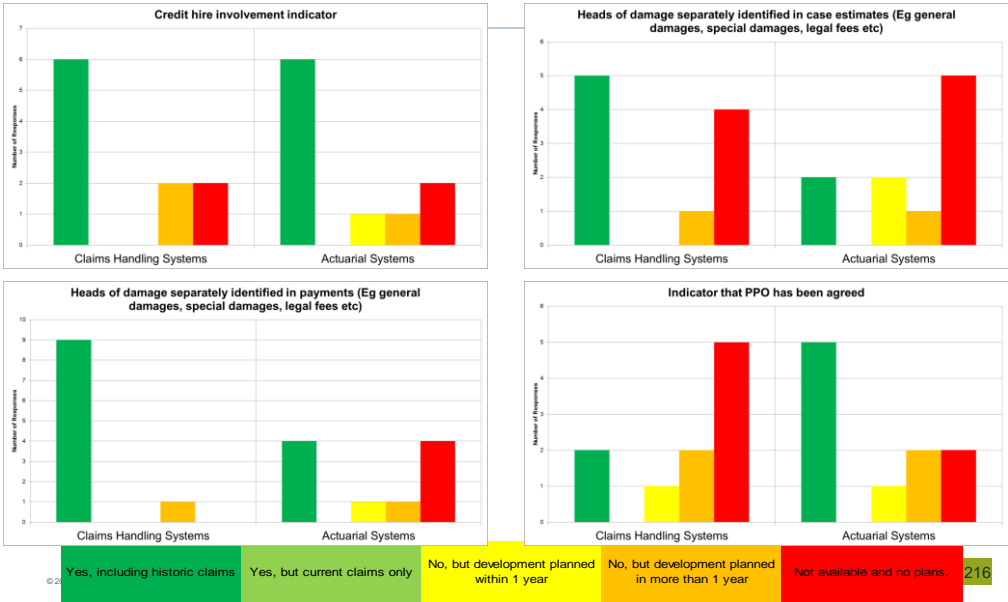 Credit hire involvement indicator
Number of Responses
7
6
5
4
3
2
1
0
Claims Handling Systems
Actuarial Systems
Heads of damage separately identified in case estimates (Eg general
damages, special damages, legal fees etc)
Number of Responses
6
5
4
3
2
1
0
Claims Handling Systems
Actuarial Systems
Heads of damage separately identified in payments (Eg general
damages, special damages, legal fees etc)
Number of Responses
10
9
8
7
6
5
4
3
2
1
0
Claims Handling Systems
Actuarial Systems
Indicator that PPO has been agreed
Number of Responses
6
5
4
3
2
1
0
Claims Handling Systems
Actuarial Systems
Yes, including historic claims
Yes, but current claims only
No, but development planned
within 1 year
No, but development planned
in more than 1 year
Not available and no plans.
216